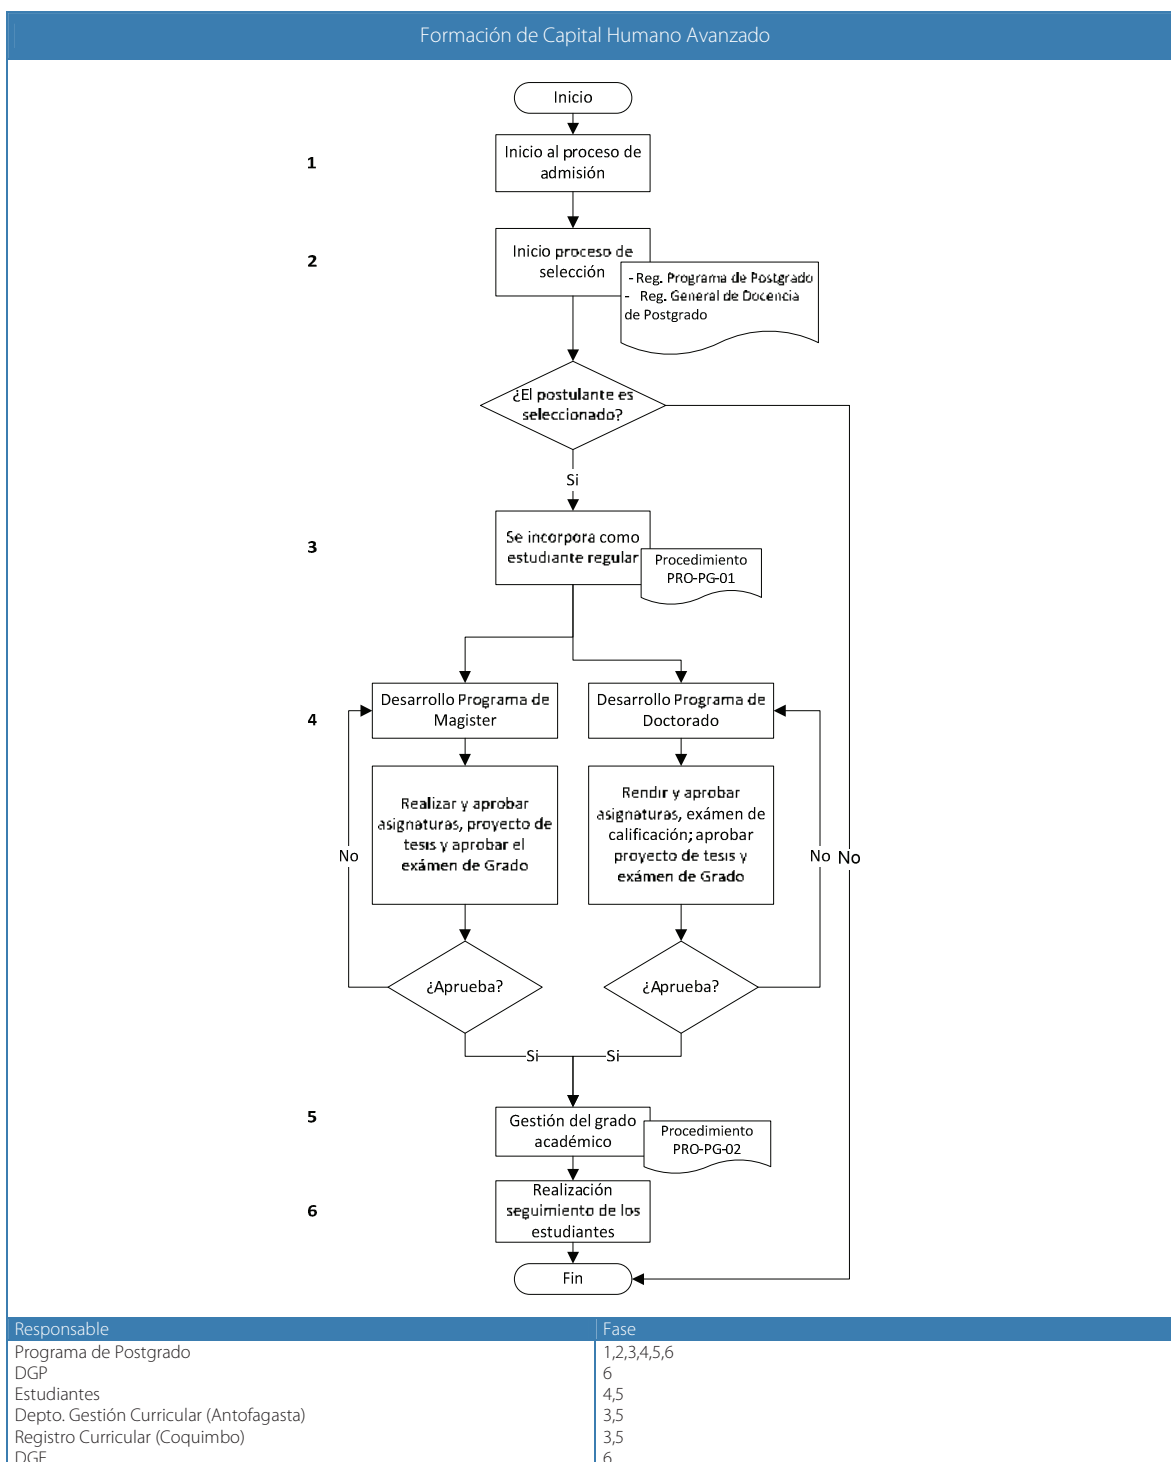 Formación de Capital Humano Avanzado
Inicio
1
Inicio al proceso de
admisión
2
Inicio proceso de
selección
- Reg. Programa de Postgrado
- Reg. General de Docencia
de Postgrado
¿El postulante es
seleccionado?
Si
3
Se incorpora como
estudiante regular
Procedimiento
PRO-PG-01
4
Desarrollo Programa de
Magister
Desarrollo Programa de
Doctorado
Realizar y aprobar
asignaturas, proyecto de
tesis y aprobar el
exámen de Grado
Rendir y aprobar
asignaturas, exámen de
calificación; aprobar
proyecto de tesis y
exámen de Grado
No
No
No
¿Aprueba?
¿Aprueba?
Si
Si
5
Gestión del grado
académico
Procedimiento
PRO-PG-02
6
Realización
seguimiento de los
estudiantes
Fin
Responsable Fase
Programa de Postgrado 1,2,3,4,5,6
DGP 6
Estudiantes 4,5
Depto. Gestión Curricular (Antofagasta) 3,5
Registro Curricular (Coquimbo) 3,5
6